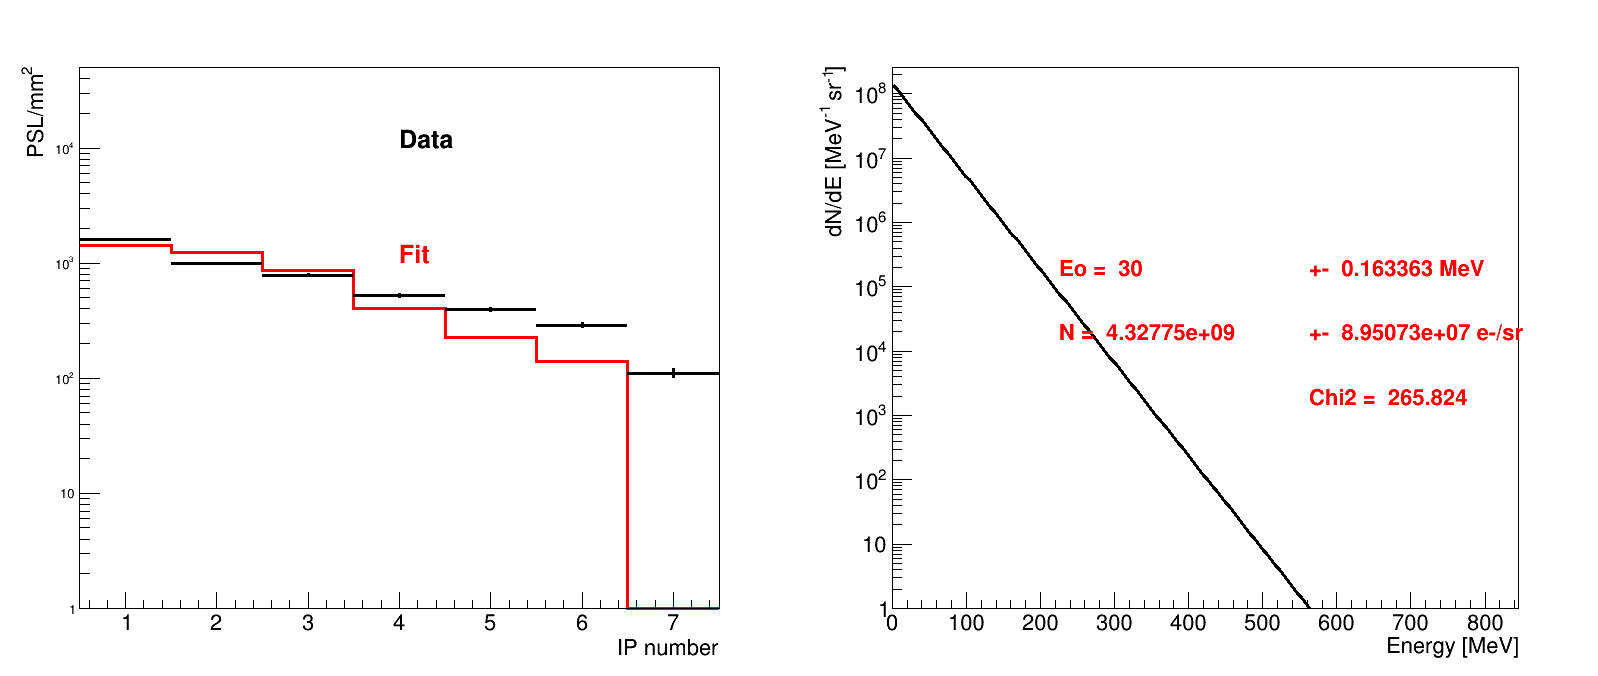 PSL/mm²
10⁴
10³
10²
10
1
Data
Fit
1 2 3 4 5 6 7
IP number
dN/dE [MeV⁻¹ sr⁻¹]
10⁸
10⁷
10⁶
10⁵
10⁴
10³
10²
10
1
Eo = 30 +- 0.163363 MeV
N = 4.32775e+09 +- 8.95073e+07 e-/sr
Chi2 = 265.824
0 100 200 300 400 500 600 700 800
Energy [MeV]